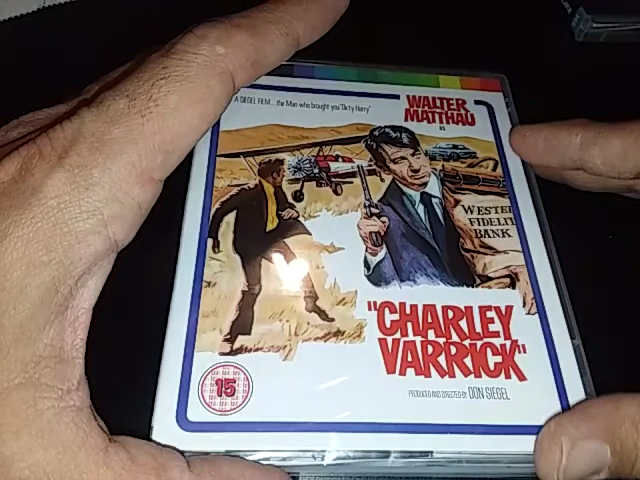 A SIEGEL FILM....the Man who brought you "Dirty Harry"
WALTER
MATTHAU
as
WESTE
FIDELI
BANK
"CHARLEY
VARRICK"
15
PRODUCED AND DIRECTED BY DON SIEGEL